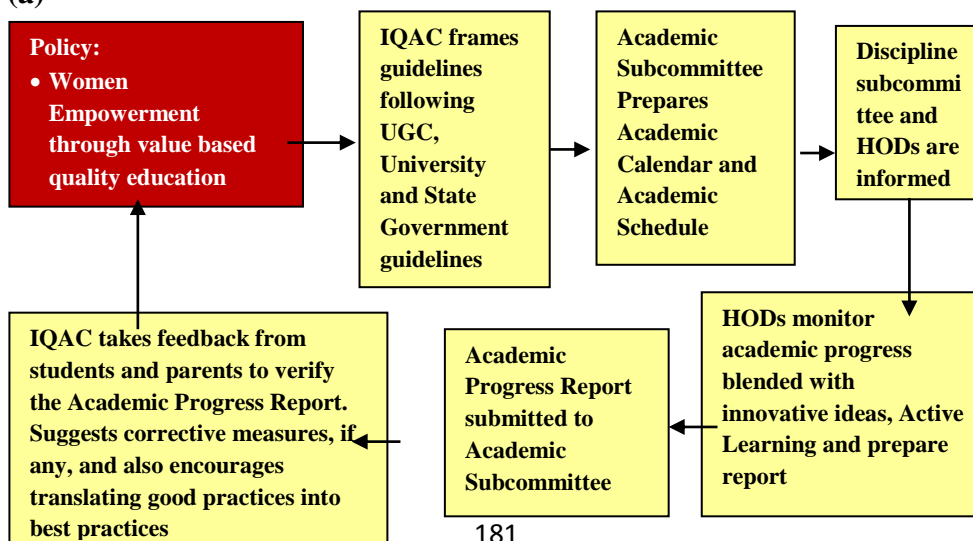 (a)
Policy:
• Women
Empowerment
through value based
quality education
IQAC frames
guidelines
following
UGC,
University
and State
Government
guidelines
Academic
Subcommittee
Prepares
Academic
Calendar and
Academic
Schedule
Discipline
subcommi
ttee and
HODs are
informed
HODs monitor
academic progress
blended with
innovative ideas, Active
Learning and prepare
report
Academic
Progress Report
submitted to
Academic
Subcommittee
IQAC takes feedback from
students and parents to verify
the Academic Progress Report.
Suggests corrective measures, if
any, and also encourages
translating good practices into
best practices
181